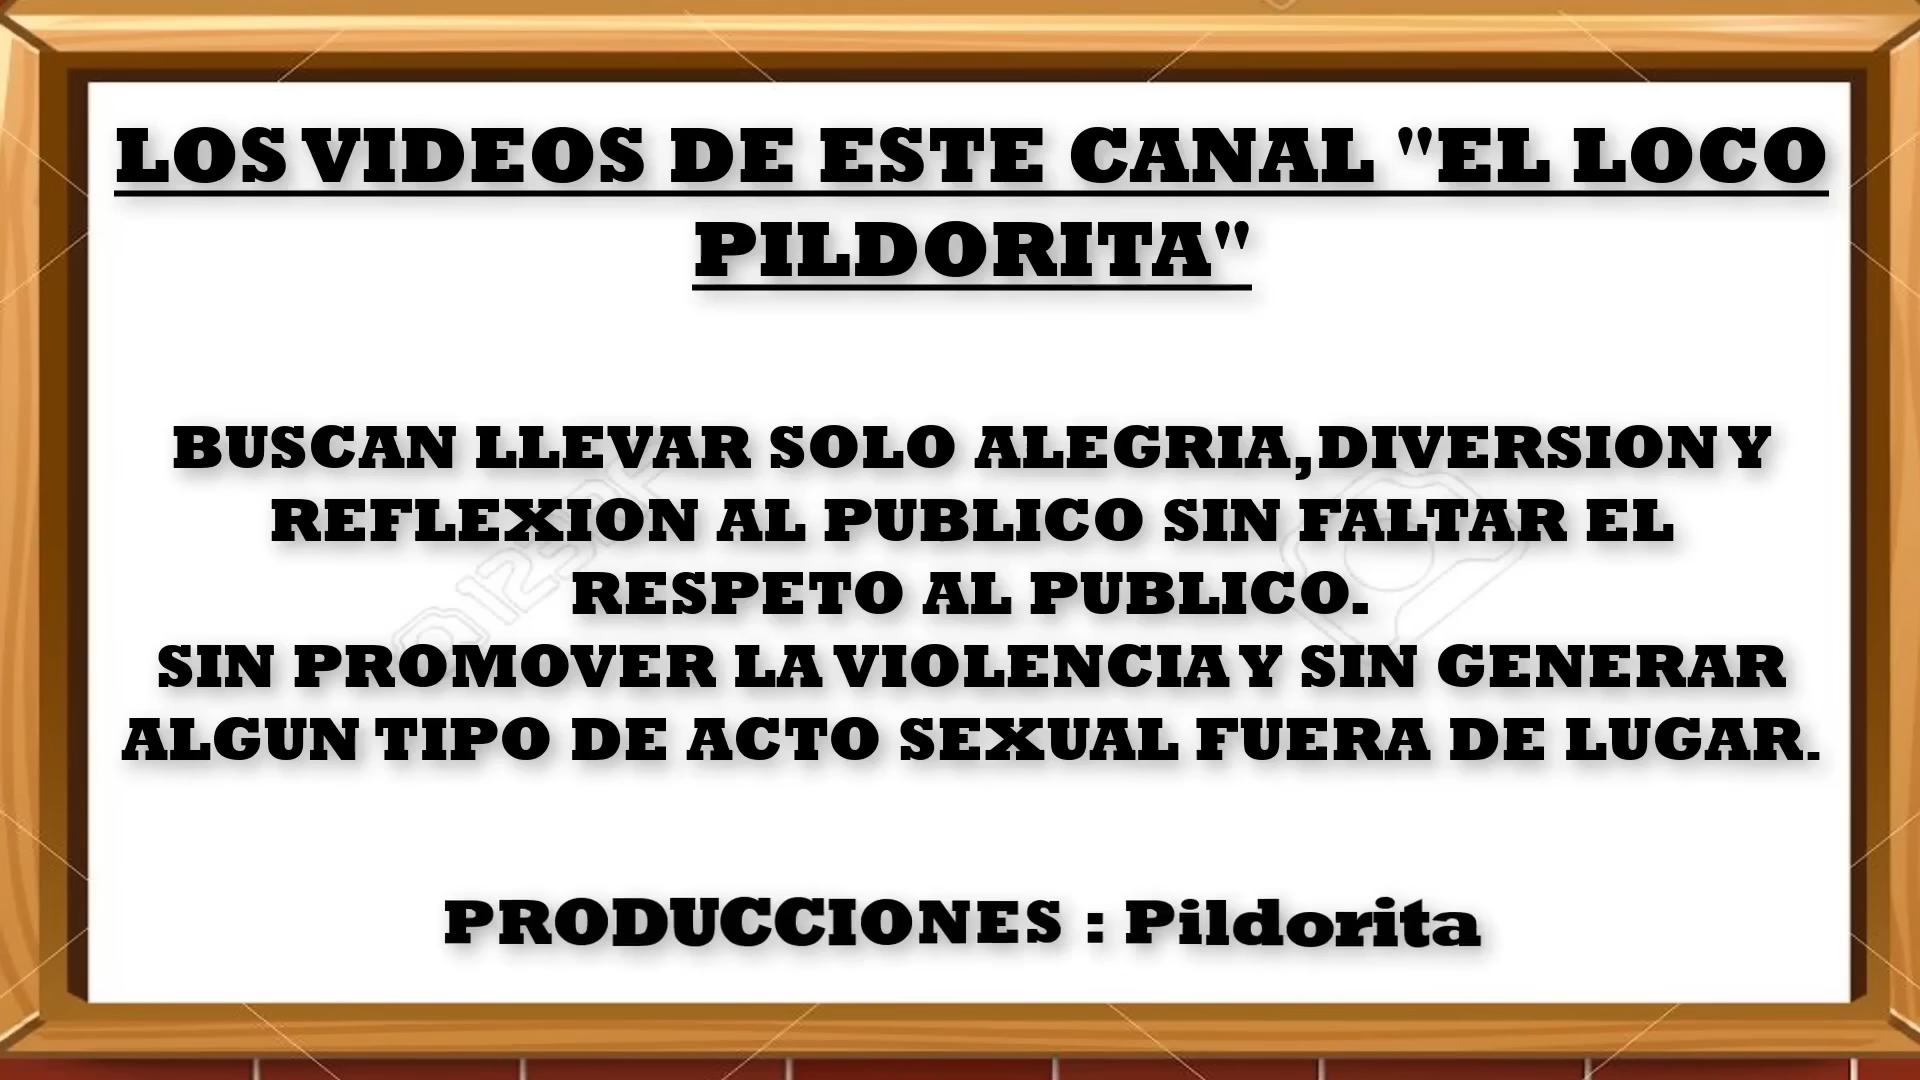 LOS VIDEOS DE ESTE CANAL "EL LOCO
PILDORITA"
BUSCAN LLEVAR SOLO ALEGRIA,DIVERSION Y
REFLEXION AL PUBLICO SIN FALTAR EL
RESPETO AL PUBLICO.
SIN PROMOVER LA VIOLENCIA Y SIN GENERAR
ALGUN TIPO DE ACTO SEXUAL FUERA DE LUGAR.
PRODUCCIONES : Pildorita